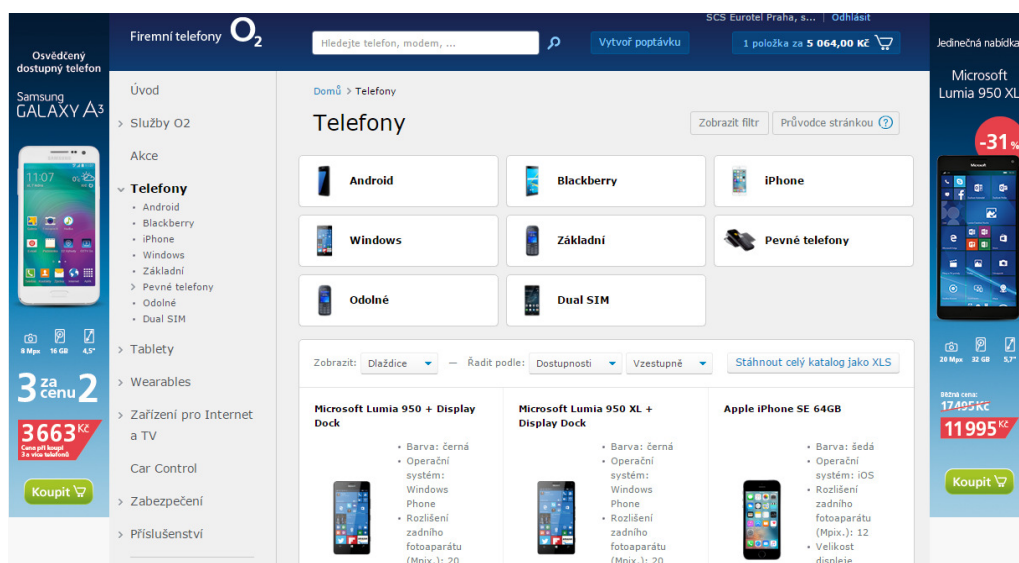 Osvědčený
dostupný telefon
Samsung
GALAXY A3
11:07
8 Mpx 16 GB 4,5"
3 za cenu 2
3663 Kč
Cena při koupi
3 a více telefonů
Koupit
Firemní telefony O2
SCS Eurotel Praha, s... | Odhlásit
Hledejte telefon, modem, ...
Vytvoř poptávku
1 položka za 5 064,00 Kč
Úvod
> Služby O2
Akce
Telefony
• Android
• Blackberry
• iPhone
• Windows
• Základní
> Pevné telefony
• Odolné
• Dual SIM
> Tablety
> Wearables
> Zařízení pro Internet
a TV
Car Control
> Zabezpečení
> Příslušenství
Domů > Telefony
Telefony
Zobrazit filtr
Průvodce stránkou ?
Android
Blackberry
iPhone
Windows
Základní
Pevné telefony
Odolné
Dual SIM
Zobrazit: Dlaždice — Řadit podle: Dostupnosti Vzestupně Stáhnout celý katalog jako XLS
Microsoft Lumia 950 + Display
Dock
• Barva: černá
• Operační
systém:
Windows
Phone
• Rozlišení
zadního
fotoaparátu
(Mpix.): 20
Microsoft Lumia 950 XL +
Display Dock
• Barva: černá
• Operační
systém:
Windows
Phone
• Rozlišení
zadního
fotoaparátu
(Mpix.): 20
Apple iPhone SE 64GB
• Barva: šedá
• Operační
systém: iOS
• Rozlišení
zadního
fotoaparátu
(Mpix.): 12
• Velikost
displeje
Jedinečná nabídka
Microsoft
Lumia 950 XL
-31 %
Microsoft
20 Mpx 32 GB 5,7"
Běžná cena:
17495 Kč
11995 Kč
Koupit